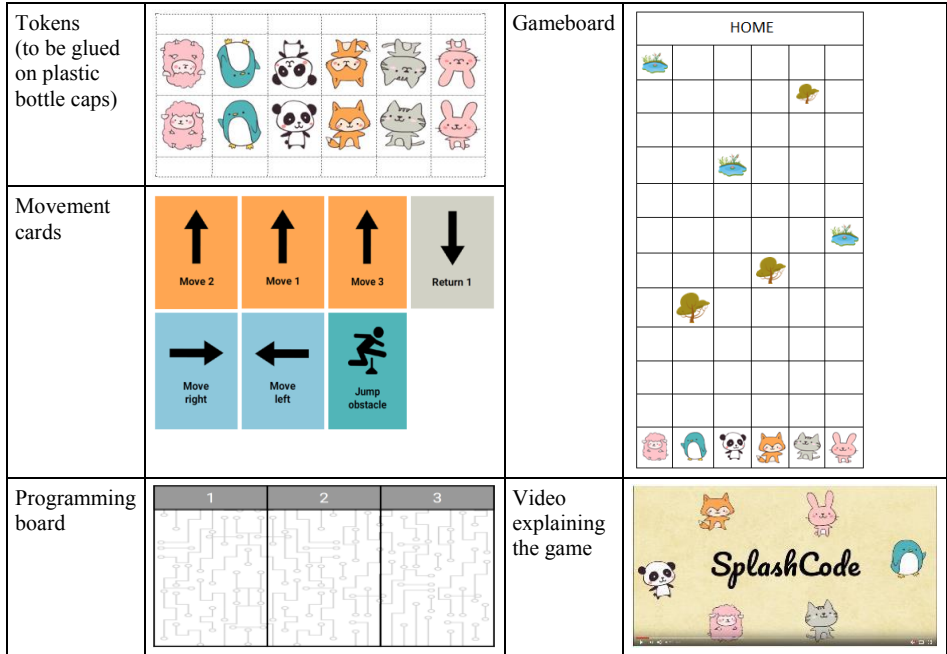 Tokens
(to be glued
on plastic
bottle caps)
Gameboard
HOME
Movement
cards
Move 2
Move 1
Move 3
Return 1
Move
right
Move
left
Jump
obstacle
Programming
board
1
2
3
Video
explaining
the game
SplashCode